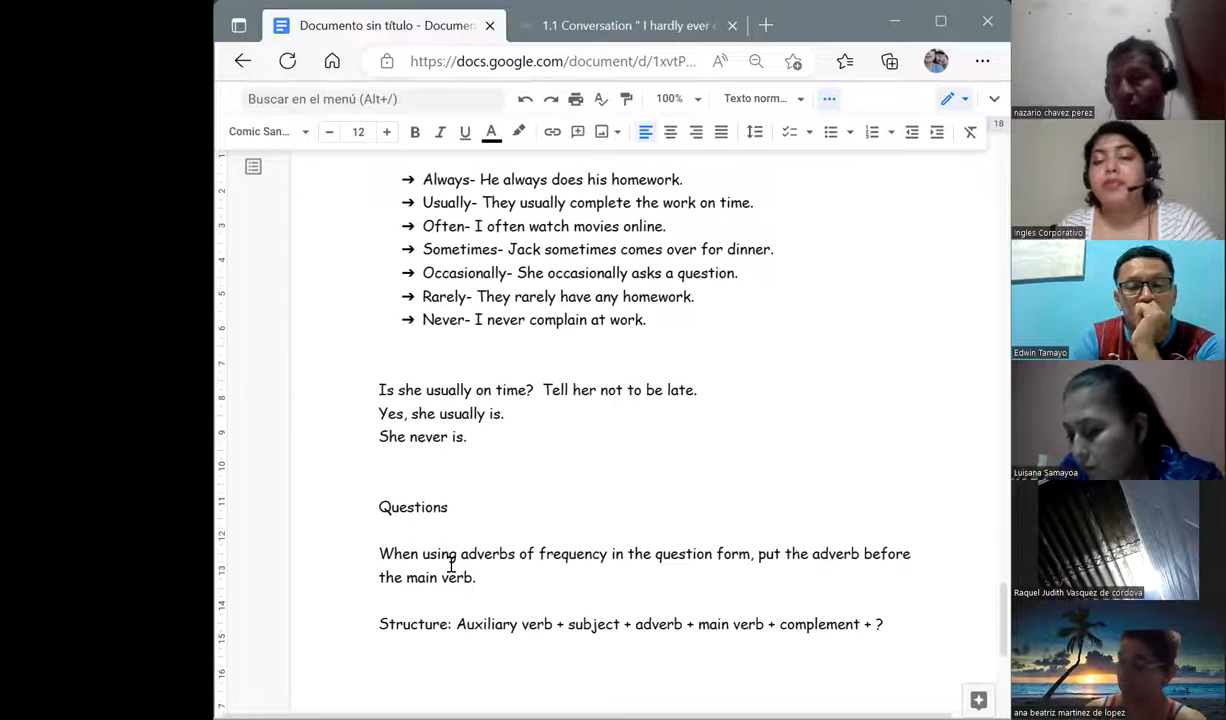 Documento sin título - Documen
1.1 Conversation " I hardly ever
https://docs.google.com/document/d/1xvtP...
Buscar en el menú (Alt+/)
100%
Texto norm...
Comic San...
12
18
→ Always- He always does his homework.
→ Usually- They usually complete the work on time.
→ Often- I often watch movies online.
→ Sometimes- Jack sometimes comes over for dinner.
→ Occasionally- She occasionally asks a question.
→ Rarely- They rarely have any homework.
→ Never- I never complain at work.
Is she usually on time? Tell her not to be late.
Yes, she usually is.
She never is.
Questions
When using adverbs of frequency in the question form, put the adverb before
the main verb.
Structure: Auxiliary verb + subject + adverb + main verb + complement + ?
nazario chavez perez
Ingles Corporativo
Edwin Tamayo
Luisana Samayoa
Raquel Judith Vasquez de cordova
ana beatriz martinez de lopez